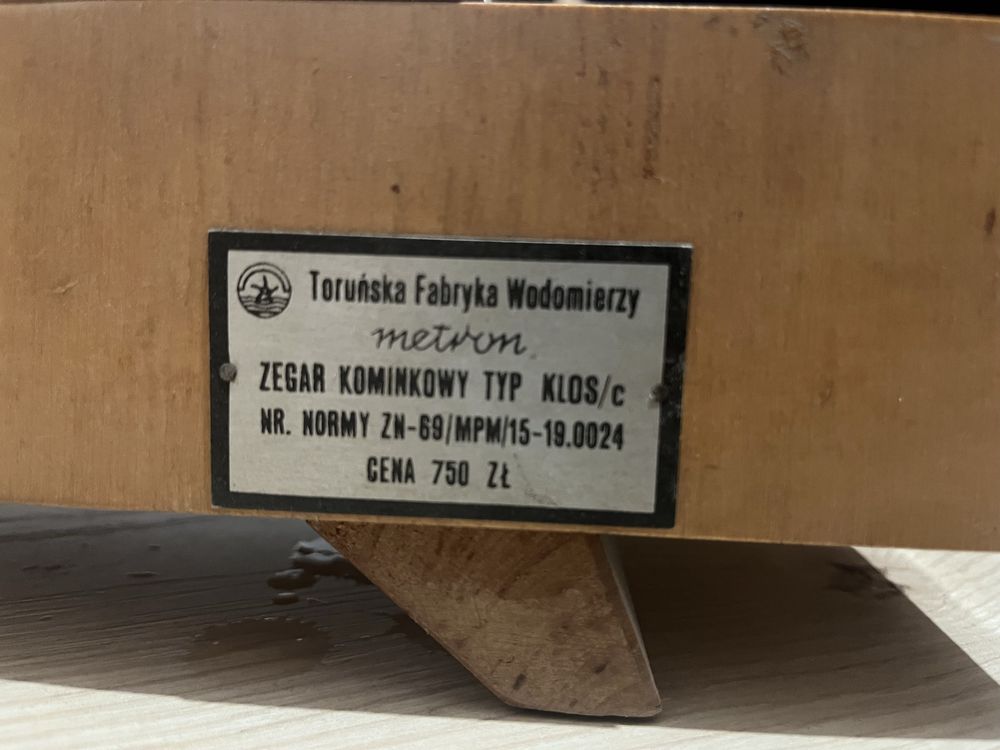 Toruńska Fabryka Wodomierzy
metron
ZEGAR KOMINKOWY TYP KLOS/c
NR. NORMY ZN-69/MPM/15-19.0024
CENA 750 ZŁ